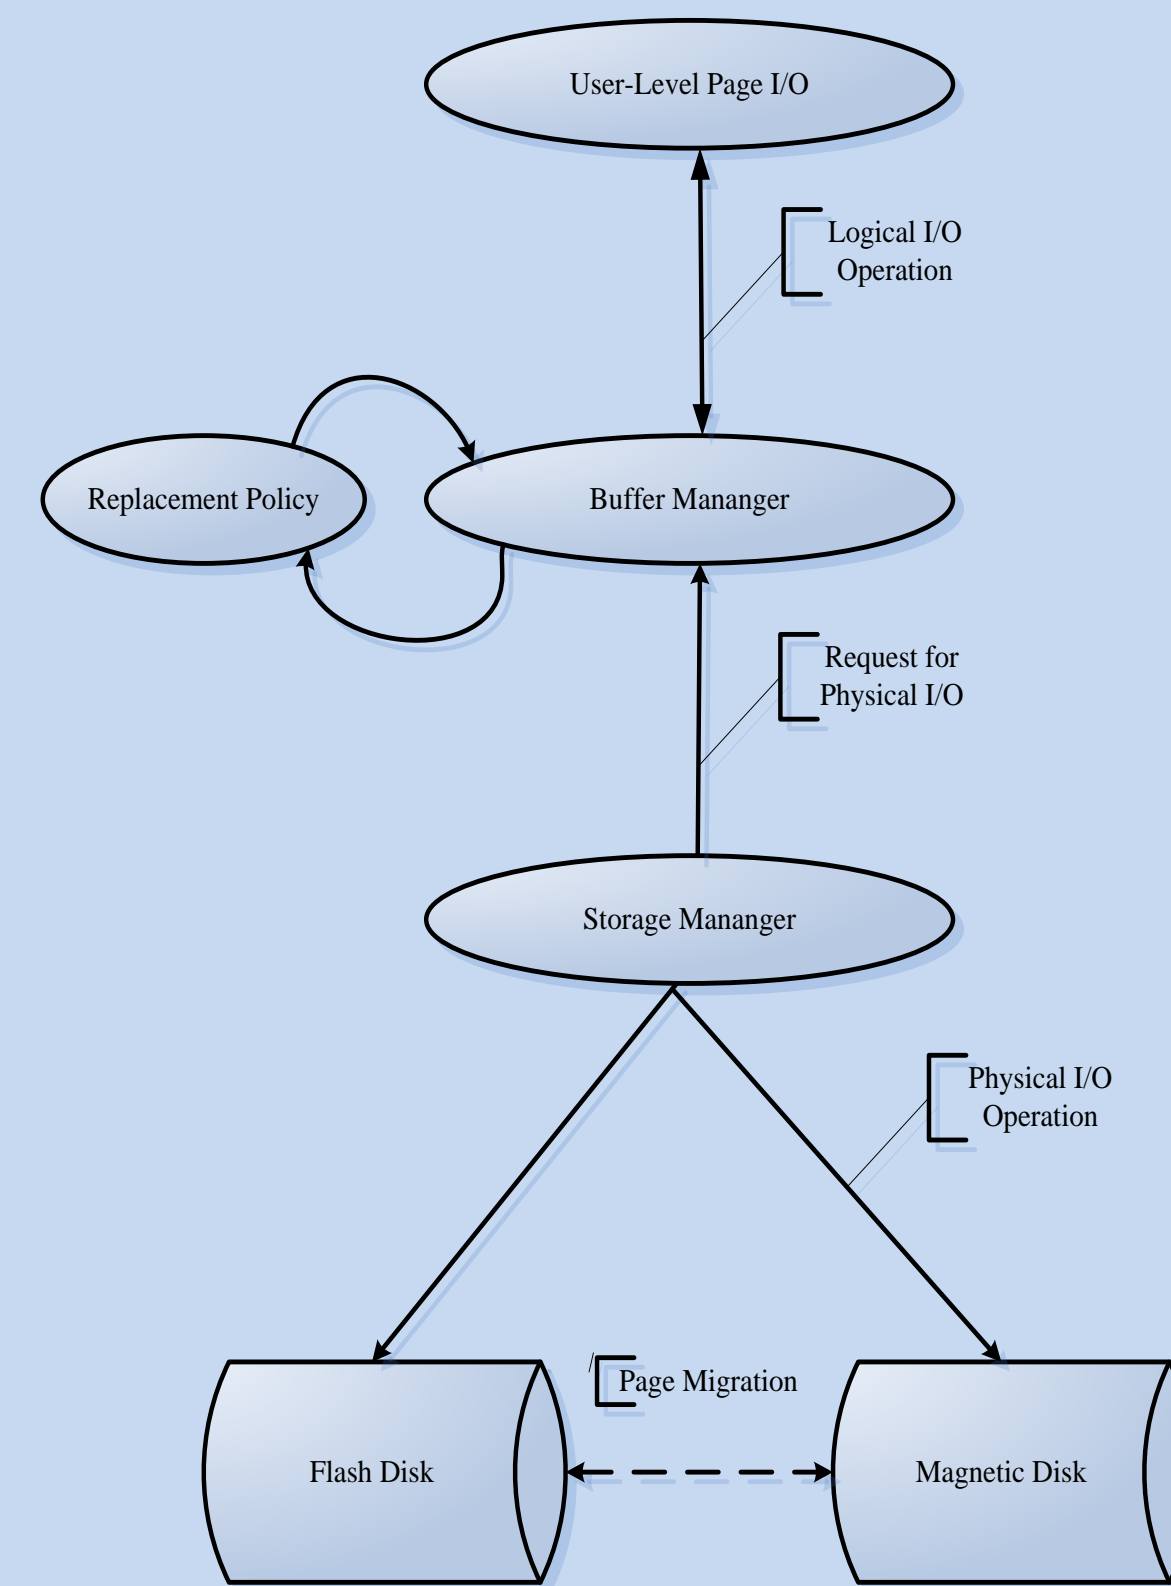 User-Level Page I/O
Logical I/O
Operation
Replacement Policy
Buffer Mananger
Request for
Physical I/O
Storage Mananger
Physical I/O
Operation
Page Migration
Flash Disk
Magnetic Disk